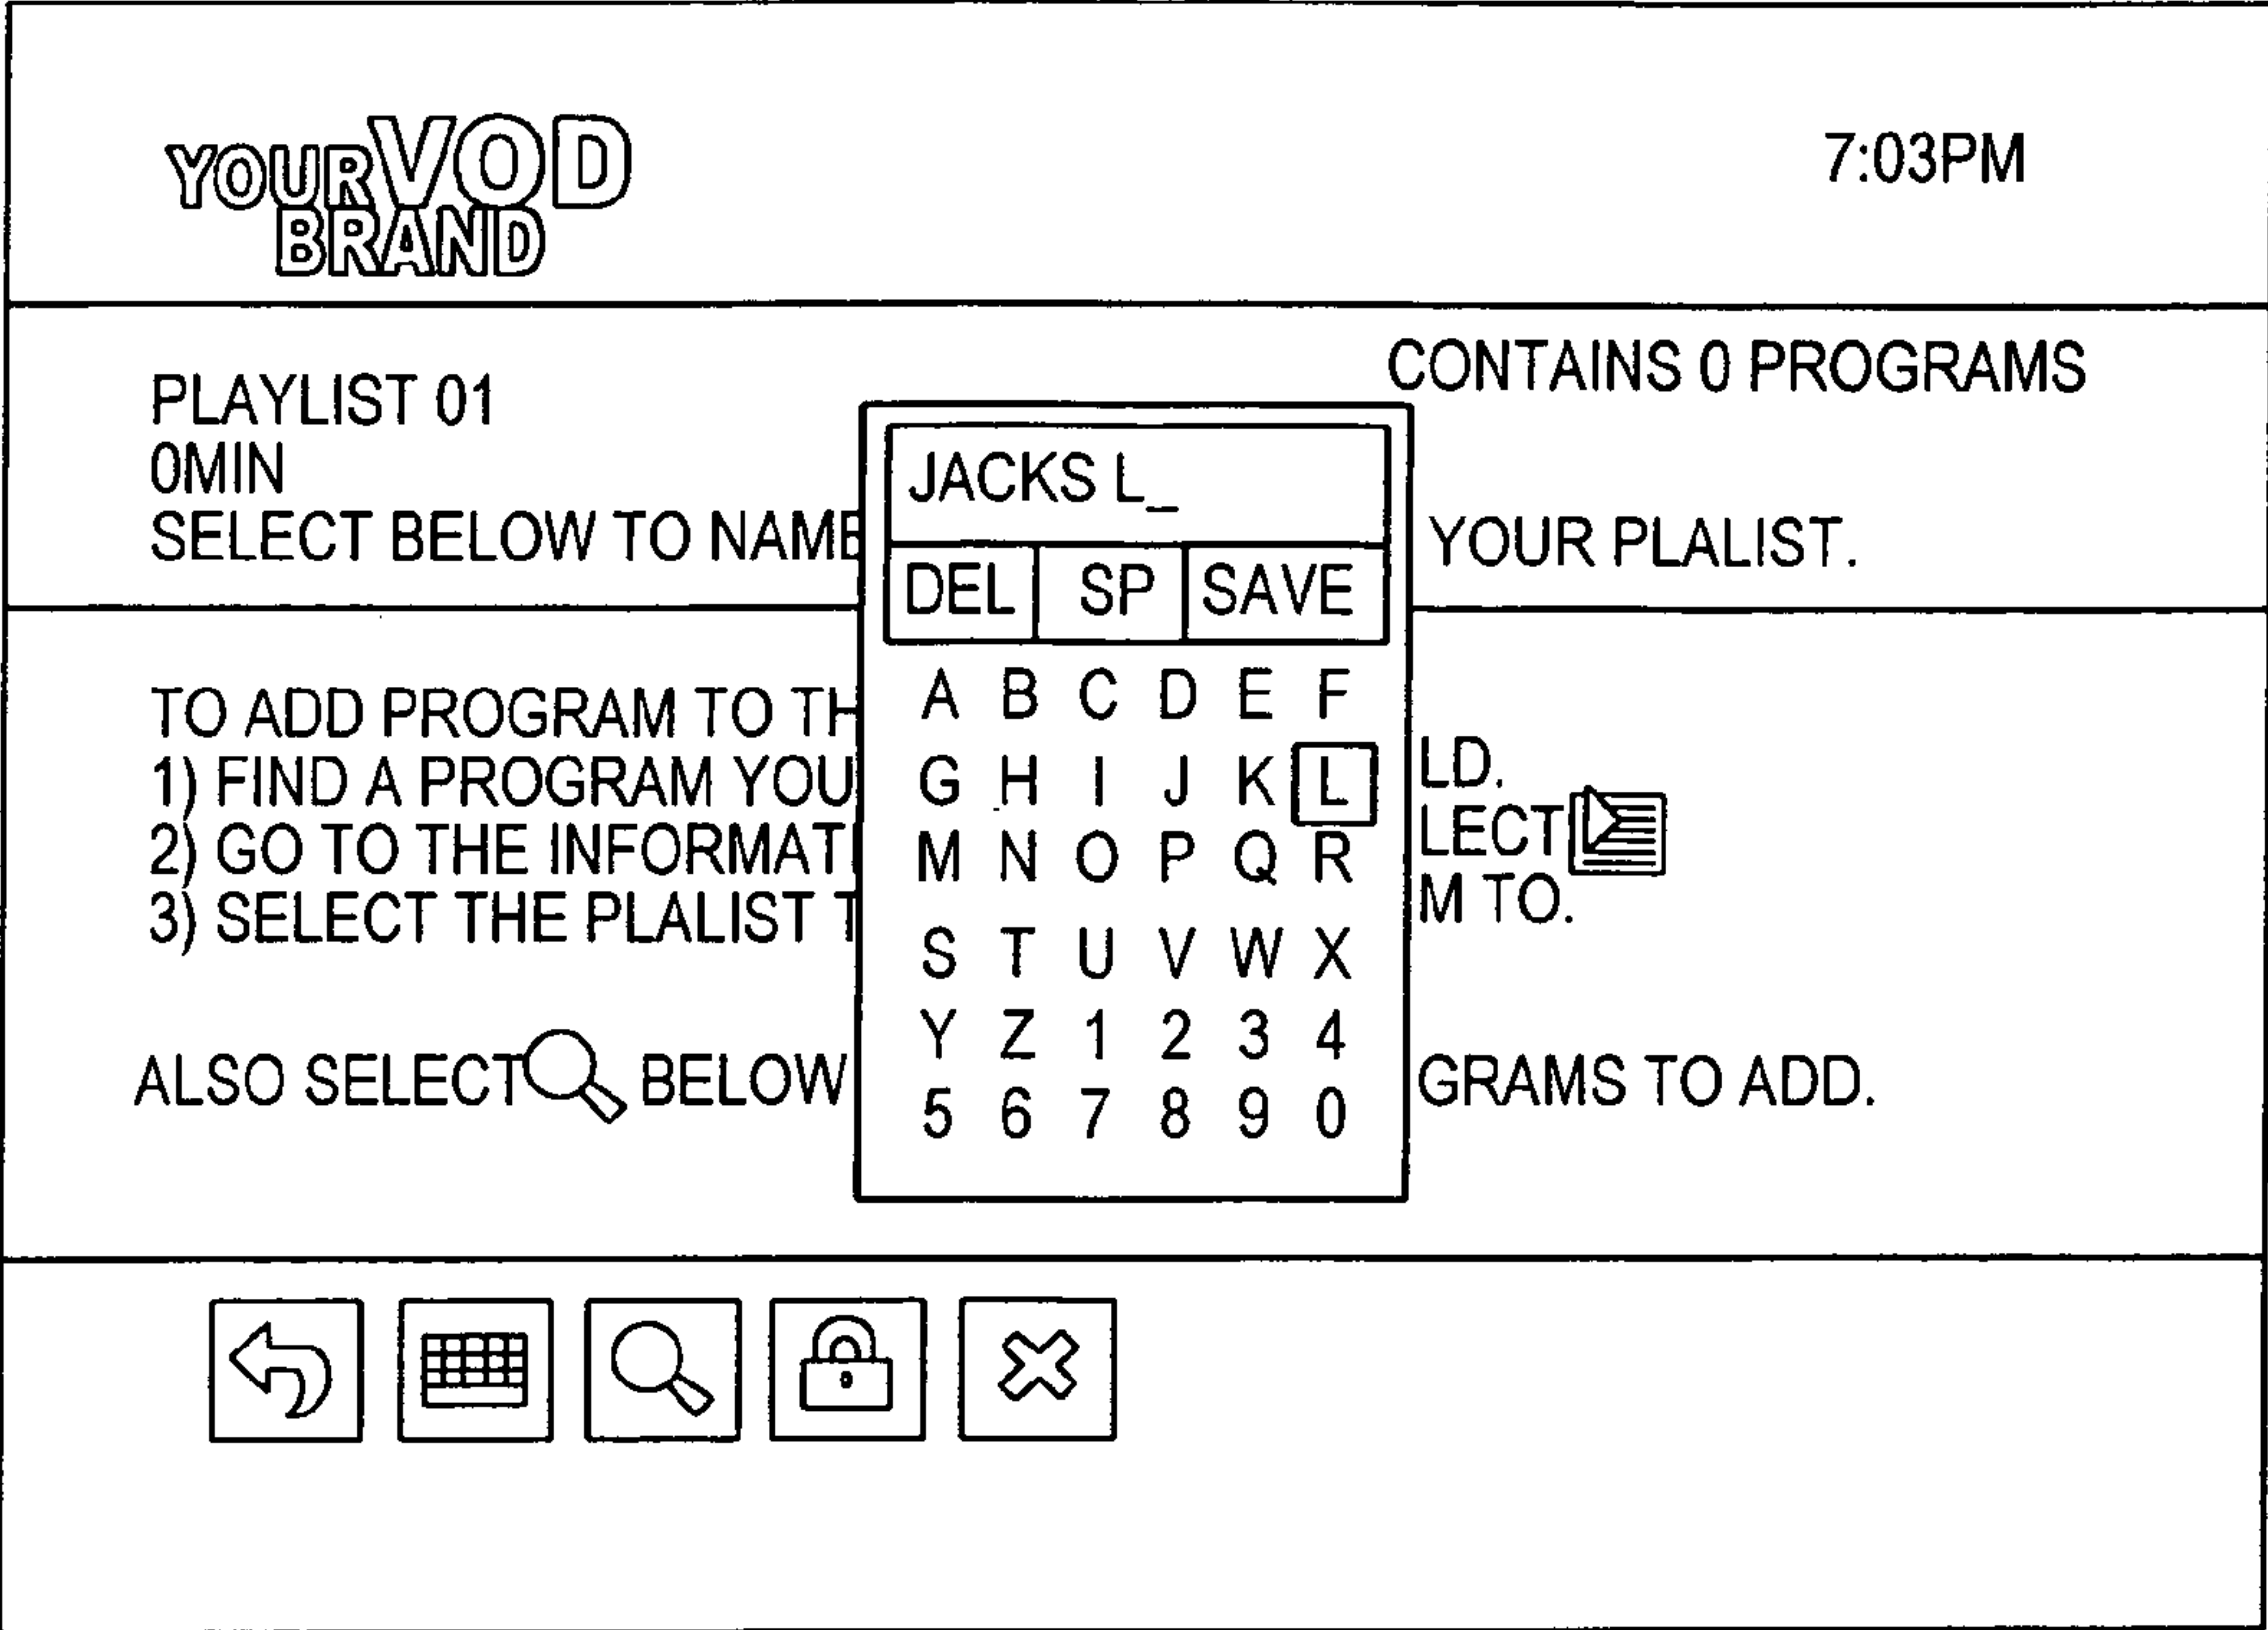 YOUR VOD
BRAND
7:03PM
PLAYLIST 01
CONTAINS 0 PROGRAMS
0MIN
SELECT BELOW TO NAME
YOUR PLALIST.
JACKS L_
DEL SP SAVE
A B C D E F
G H I J K L
M N O P Q R
S T U V W X
Y Z 1 2 3 4
5 6 7 8 9 0
TO ADD PROGRAM TO TH
1) FIND A PROGRAM YOU
LD.
2) GO TO THE INFORMATI
LECT
3) SELECT THE PLALIST T
M TO.
ALSO SELECT BELOW
GRAMS TO ADD.